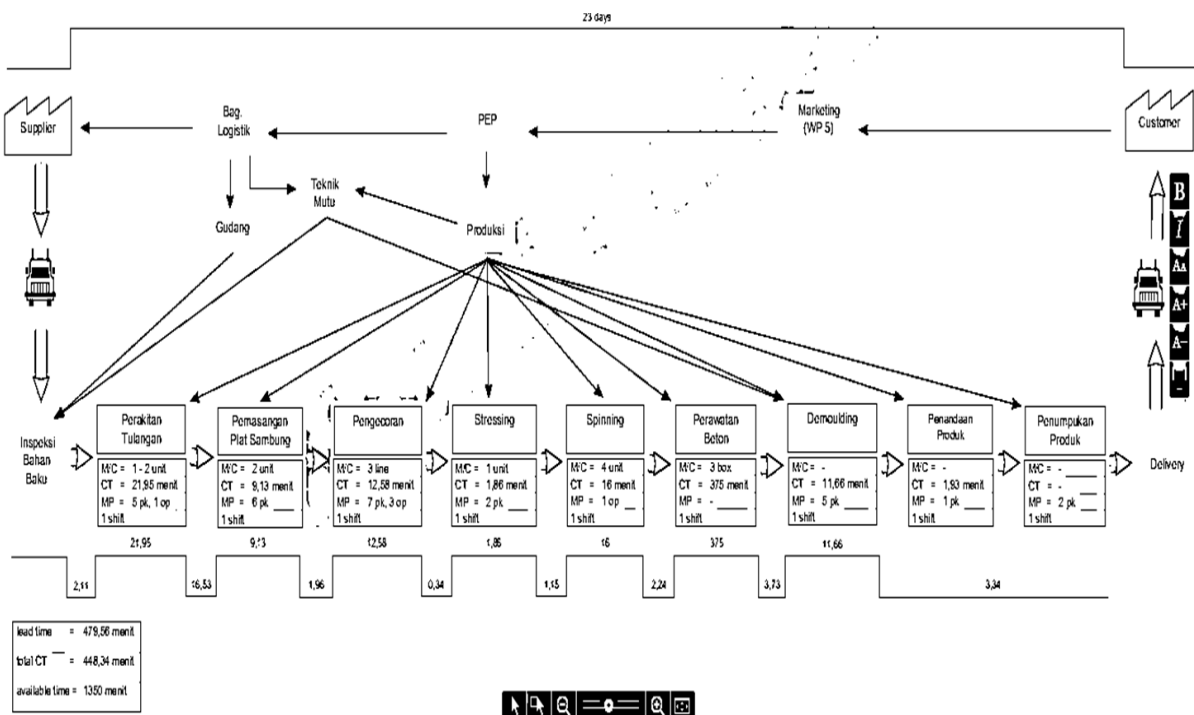 23 days
Supplier
Bag.
Logistik
PEP
Marketing
(WP 5)
Customer
Teknik
Mutu
Gudang
Produksi
B
I
AA
A+
A-
Inspeksi
Bahan
Baku
Perakitan
Tulangan
M/C = 1 - 2 unit
CT = 21,95 menit
MP = 5 pk, 1 op
1 shift
Pemasangan
Plat Sambung
M/C = 2 unit
CT = 9,13 menit
MP = 6 pk
1 shift
Pengecoran
M/C = 3 line
CT = 12,58 menit
MP = 7 pk, 3 op
1 shift
Stressing
M/C = 1 unit
CT = 1,86 menit
MP = 2 pk
1 shift
Spinning
M/C = 4 unit
CT = 16 menit
MP = 1 op
1 shift
Perawatan
Beton
M/C = 3 box
CT = 375 menit
MP = -
1 shift
Demoulding
M/C = -
CT = 11,66 menit
MP = 5 pk
1 shift
Penandaan
Produk
M/C = -
CT = 1,93 menit
MP = 1 pk
1 shift
Penumpukan
Produk
M/C = -
CT = -
MP = 2 pk
1 shift
Delivery
21,95
9,13
12,58
1,86
16
375
11,66
2,11
16,53
1,96
0,34
1,15
2,24
3,73
3,34
lead time = 479,56 menit
total CT = 448,34 menit
available time = 1350 menit